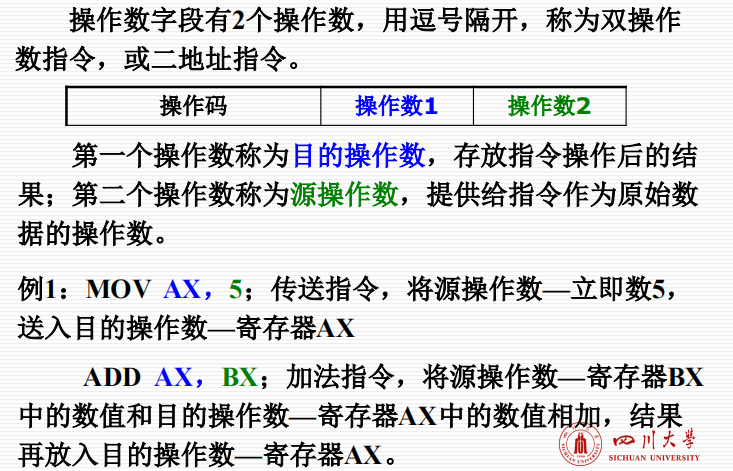 操作数字段有2个操作数，用逗号隔开，称为双操作
数指令，或二地址指令。
操作码 操作数1 操作数2
第一个操作数称为目的操作数，存放指令操作后的结
果；第二个操作数称为源操作数，提供给指令作为原始数
据的操作数。
例1：MOV AX，5；传送指令，将源操作数—立即数5，
送入目的操作数—寄存器AX
ADD AX，BX；加法指令，将源操作数—寄存器BX
中的数值和目的操作数—寄存器AX中的数值相加，结果
再放入目的操作数—寄存器AX。
四川大学
SICHUAN UNIVERSITY